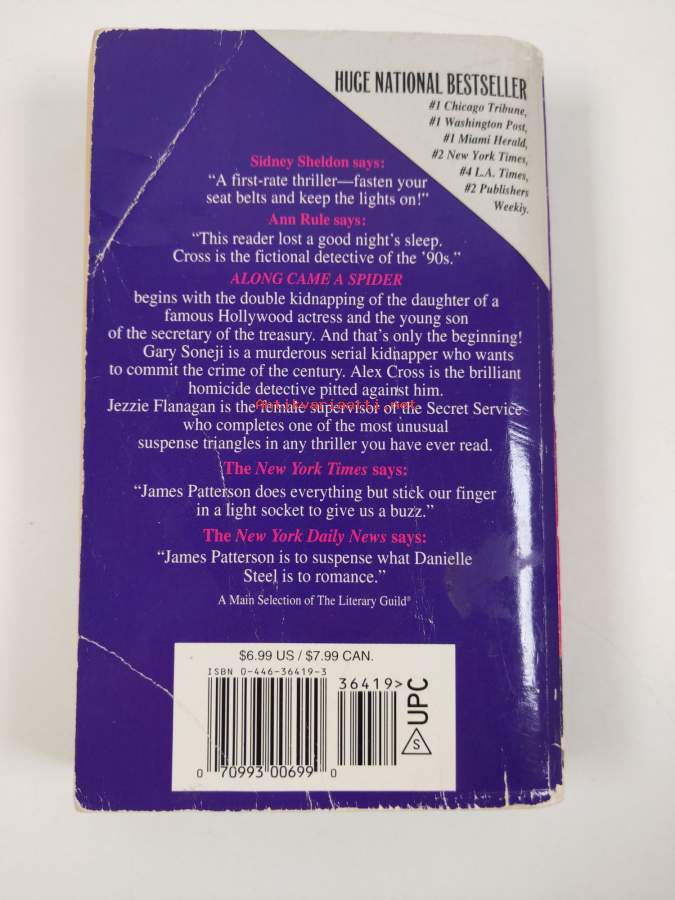 HUGE NATIONAL BESTSELLER
#1 Chicago Tribune,
#1 Washington Post,
#1 Miami Herald,
#2 New York Times,
#4 L.A. Times,
#2 Publishers
Weekly.
Sidney Sheldon says:
“A first-rate thriller—fasten your
seat belts and keep the lights on!”
Ann Rule says:
“This reader lost a good night’s sleep.
Cross is the fictional detective of the ’90s.”
ALONG CAME A SPIDER
begins with the double kidnapping of the daughter of a
famous Hollywood actress and the young son
of the secretary of the treasury. And that’s only the beginning!
Gary Soneji is a murderous serial kidnapper who wants
to commit the crime of the century. Alex Cross is the brilliant
homicide detective pitted against him.
Jezzie Flanagan is the female supervisor of the Secret Service
Antikvariaatti.net
who completes one of the most unusual
suspense triangles in any thriller you have ever read.
The New York Times says:
“James Patterson does everything but stick our finger
in a light socket to give us a buzz.”
The New York Daily News says:
“James Patterson is to suspense what Danielle
Steel is to romance.”
A Main Selection of The Literary Guild®
$6.99 US / $7.99 CAN.
ISBN 0-446-36419-3
36419>
0 70993 00699 0
S UPC